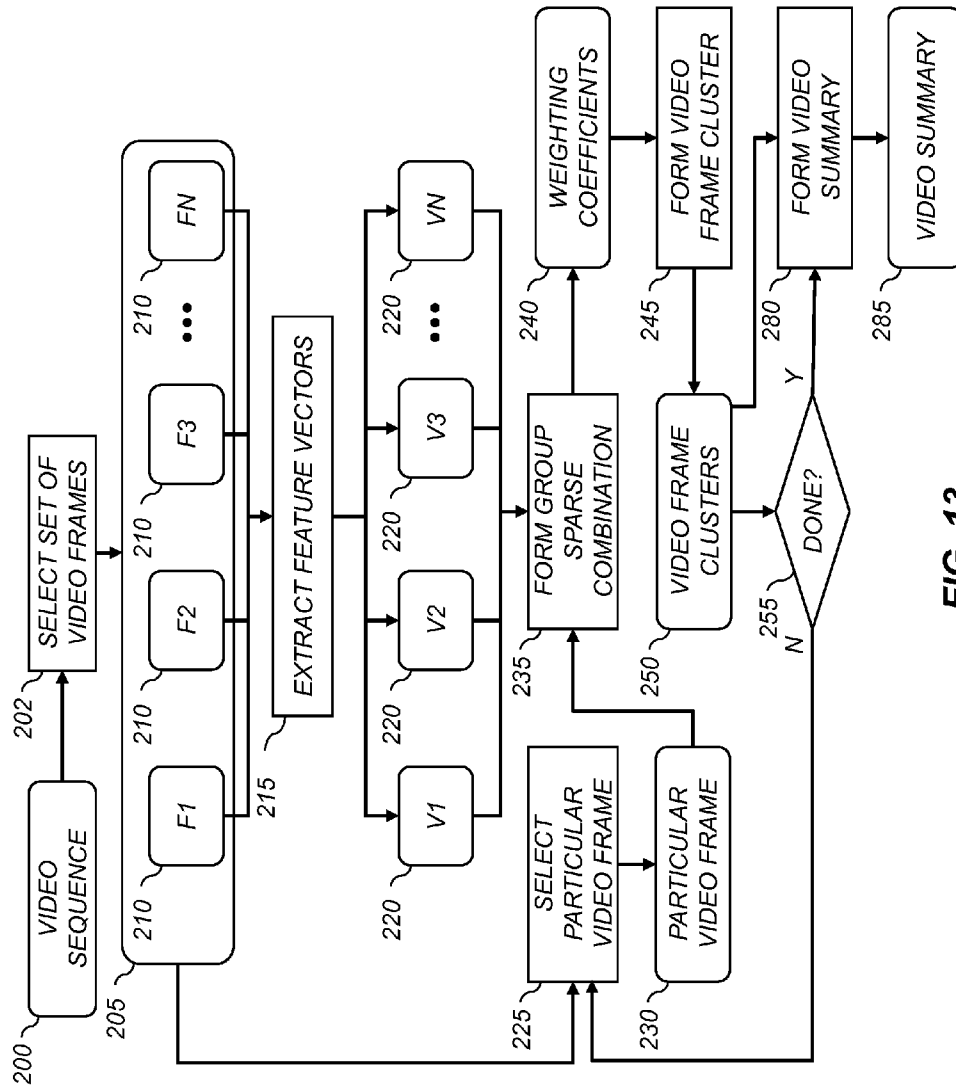 VIDEO
SEQUENCE
200
SELECT SET OF
VIDEO FRAMES
202
205
F1
210
F2
210
F3
210
...
FN
210
EXTRACT FEATURE VECTORS
215
V1
220
V2
220
V3
220
...
VN
220
SELECT
PARTICULAR
VIDEO FRAME
225
PARTICULAR
VIDEO FRAME
230
FORM GROUP
SPARSE
COMBINATION
235
WEIGHTING
COEFFICIENTS
240
FORM VIDEO
FRAME CLUSTER
245
VIDEO FRAME
CLUSTERS
250
DONE?
255
N
Y
FORM VIDEO
SUMMARY
280
VIDEO SUMMARY
285
FIG. 13